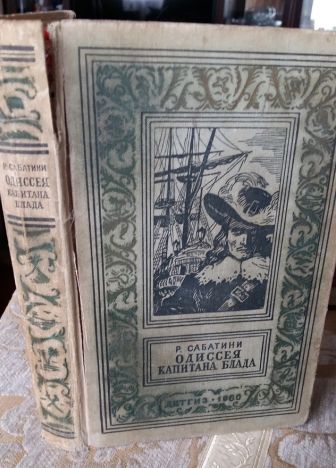 Р. САБАТИНИ
ОДИССЕЯ
КАПИТАНА
БЛАДА
Р. САБАТИНИ
ОДИССЕЯ
КАПИТАНА БЛАДА
ДЕТГИЗ · 1960